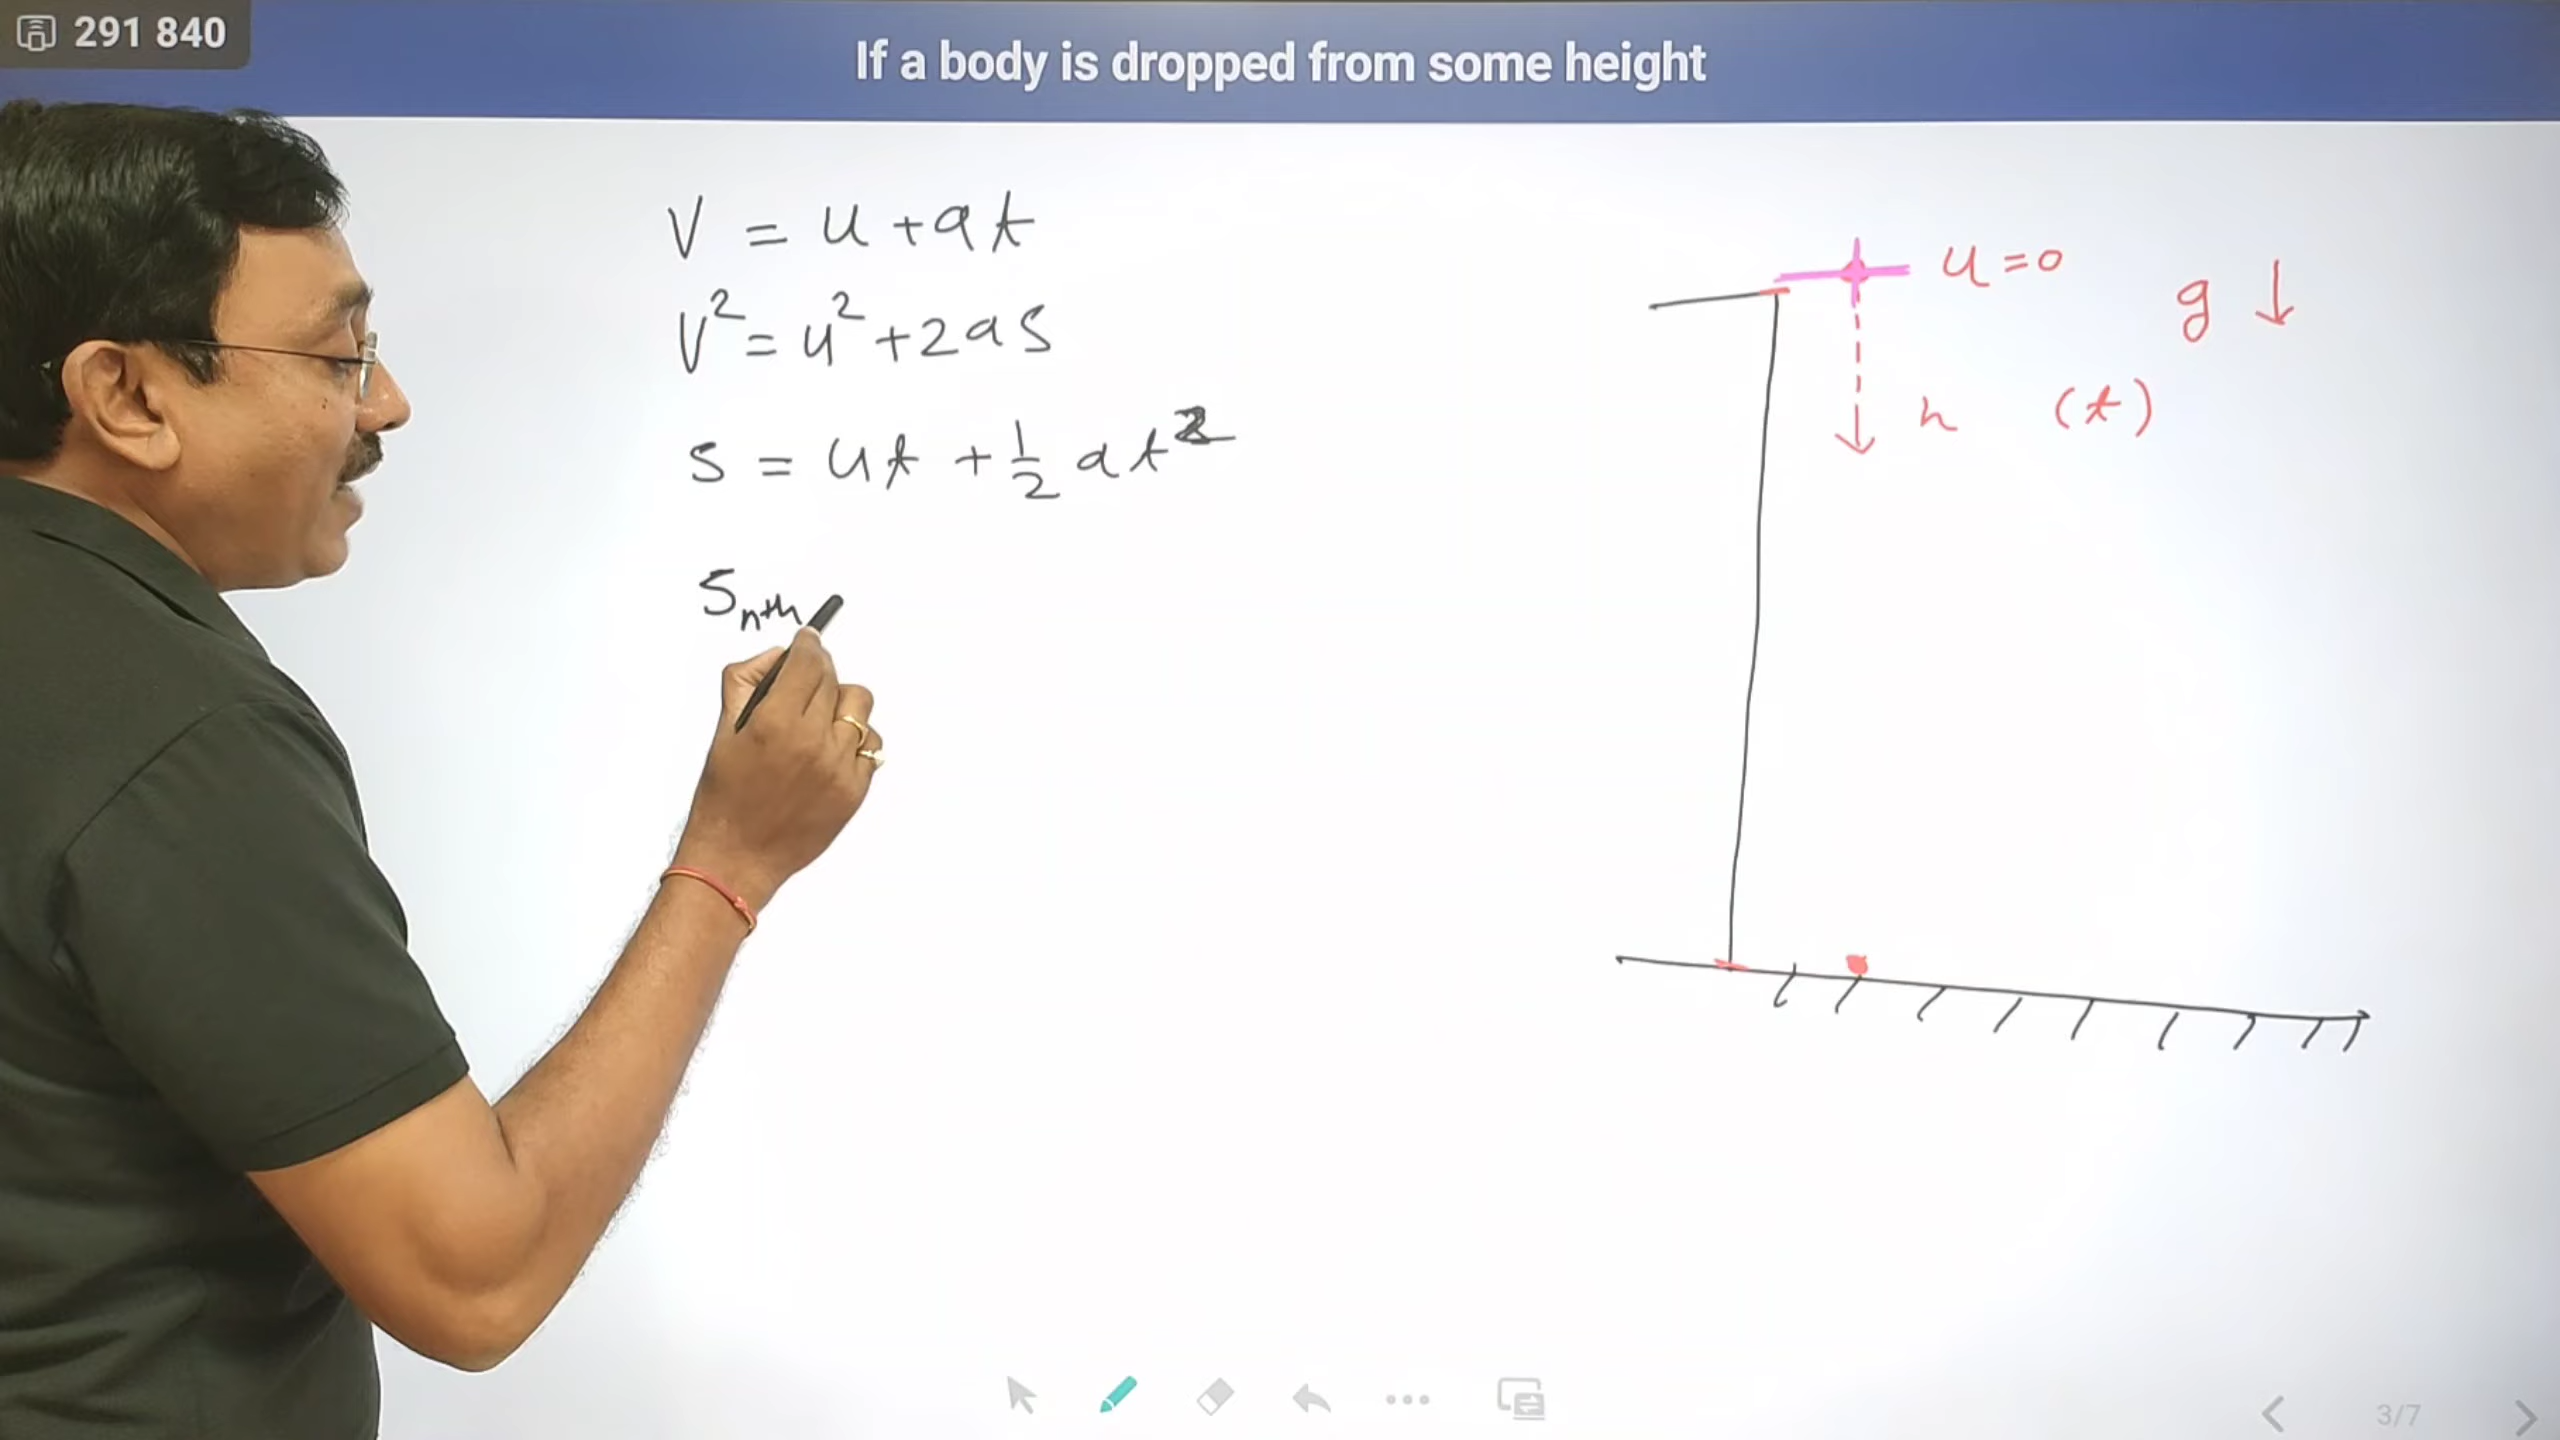 291 840
If a body is dropped from some height
V = u + at
V² = u² + 2as
S = ut + ½ at²
Snth
u = 0
g ↓
h (t)
3/7